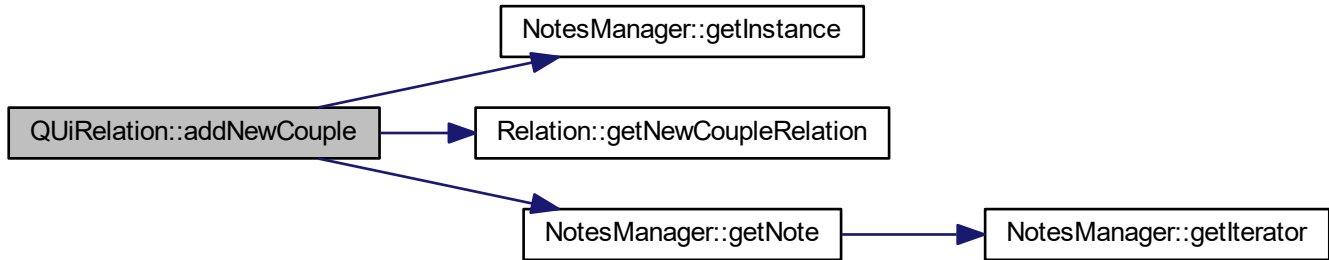 NotesManager::getInstance
QUiRelation::addNewCouple
Relation::getNewCoupleRelation
NotesManager::getNote
NotesManager::getIterator